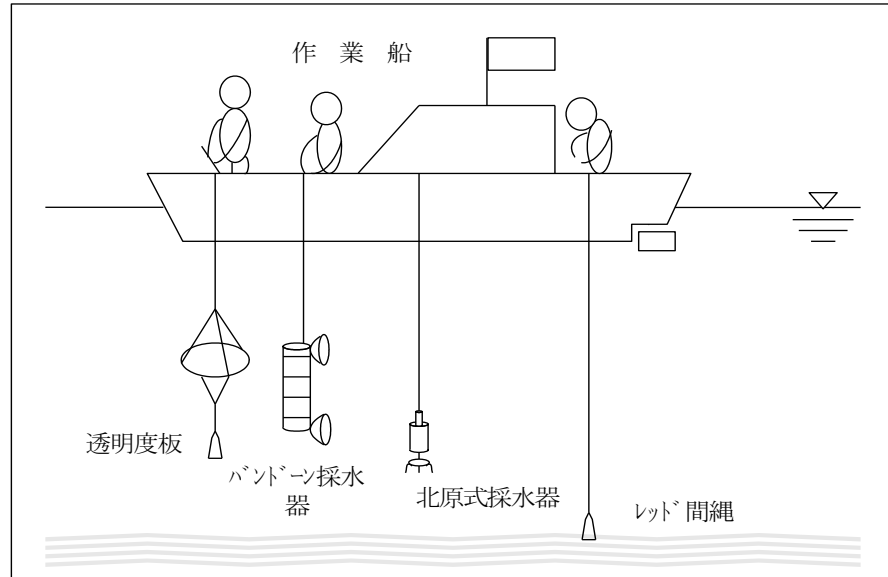 作　業　船
透明度板
ﾊﾞﾝﾄﾞｰﾝ採水
器
北原式採水器
ﾚｯﾄﾞ間縄